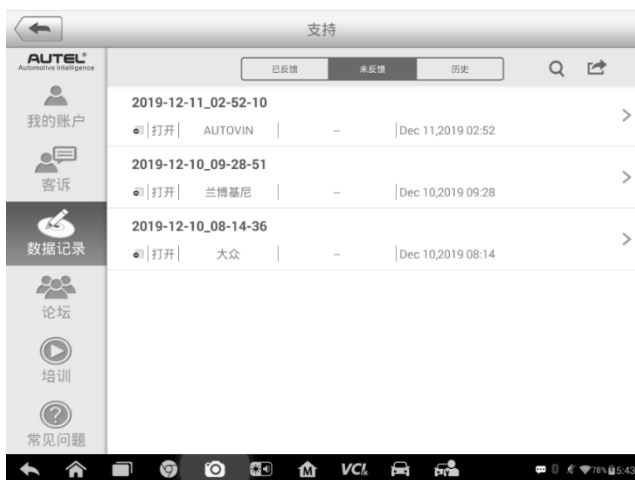 支持
AUTEL®
Automotive Intelligence
我的账户
客诉
数据记录
论坛
培训
常见问题
已反馈 未反馈 历史
2019-12-11_02-52-10
打开 AUTOVIN -- Dec 11,2019 02:52
2019-12-10_09-28-51
打开 兰博基尼 -- Dec 10,2019 09:28
2019-12-10_08-14-36
打开 大众 -- Dec 10,2019 08:14
M VCI 78% 5:43